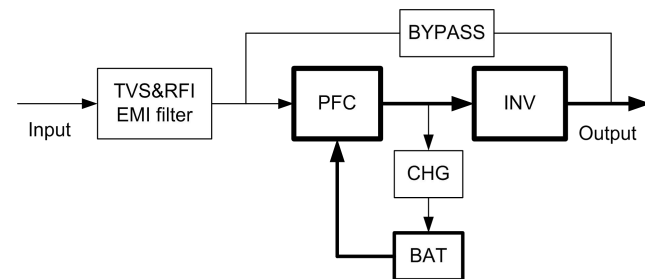 BYPASS
TVS&RFI
EMI filter
PFC
INV
Input
Output
CHG
BAT